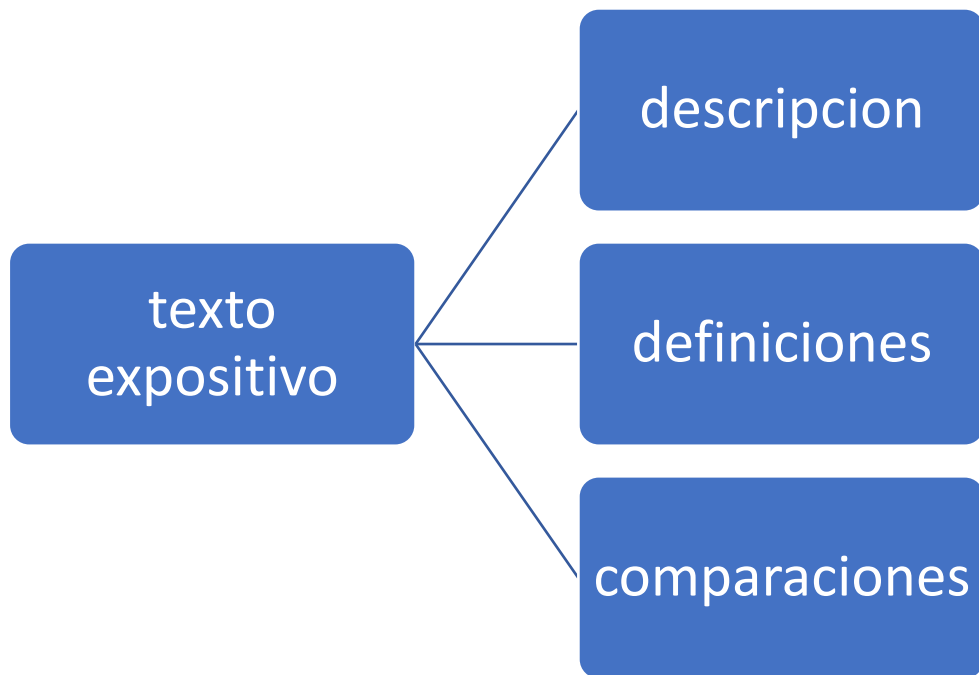 texto
expositivo
descripcion
definiciones
comparaciones